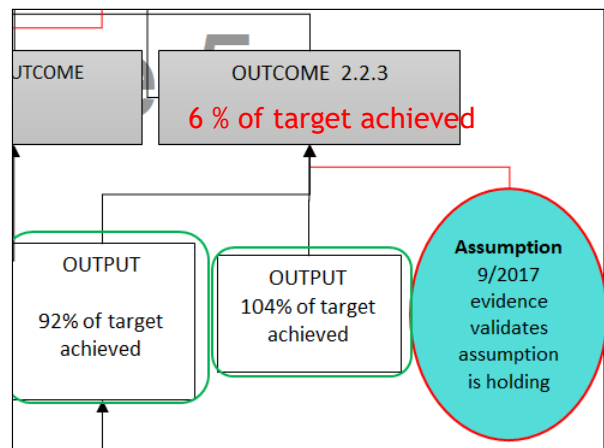 UTCOME
OUTCOME 2.2.3
6 % of target achieved
OUTPUT
92% of target
achieved
OUTPUT
104% of target
achieved
Assumption
9/2017
evidence
validates
assumption
is holding